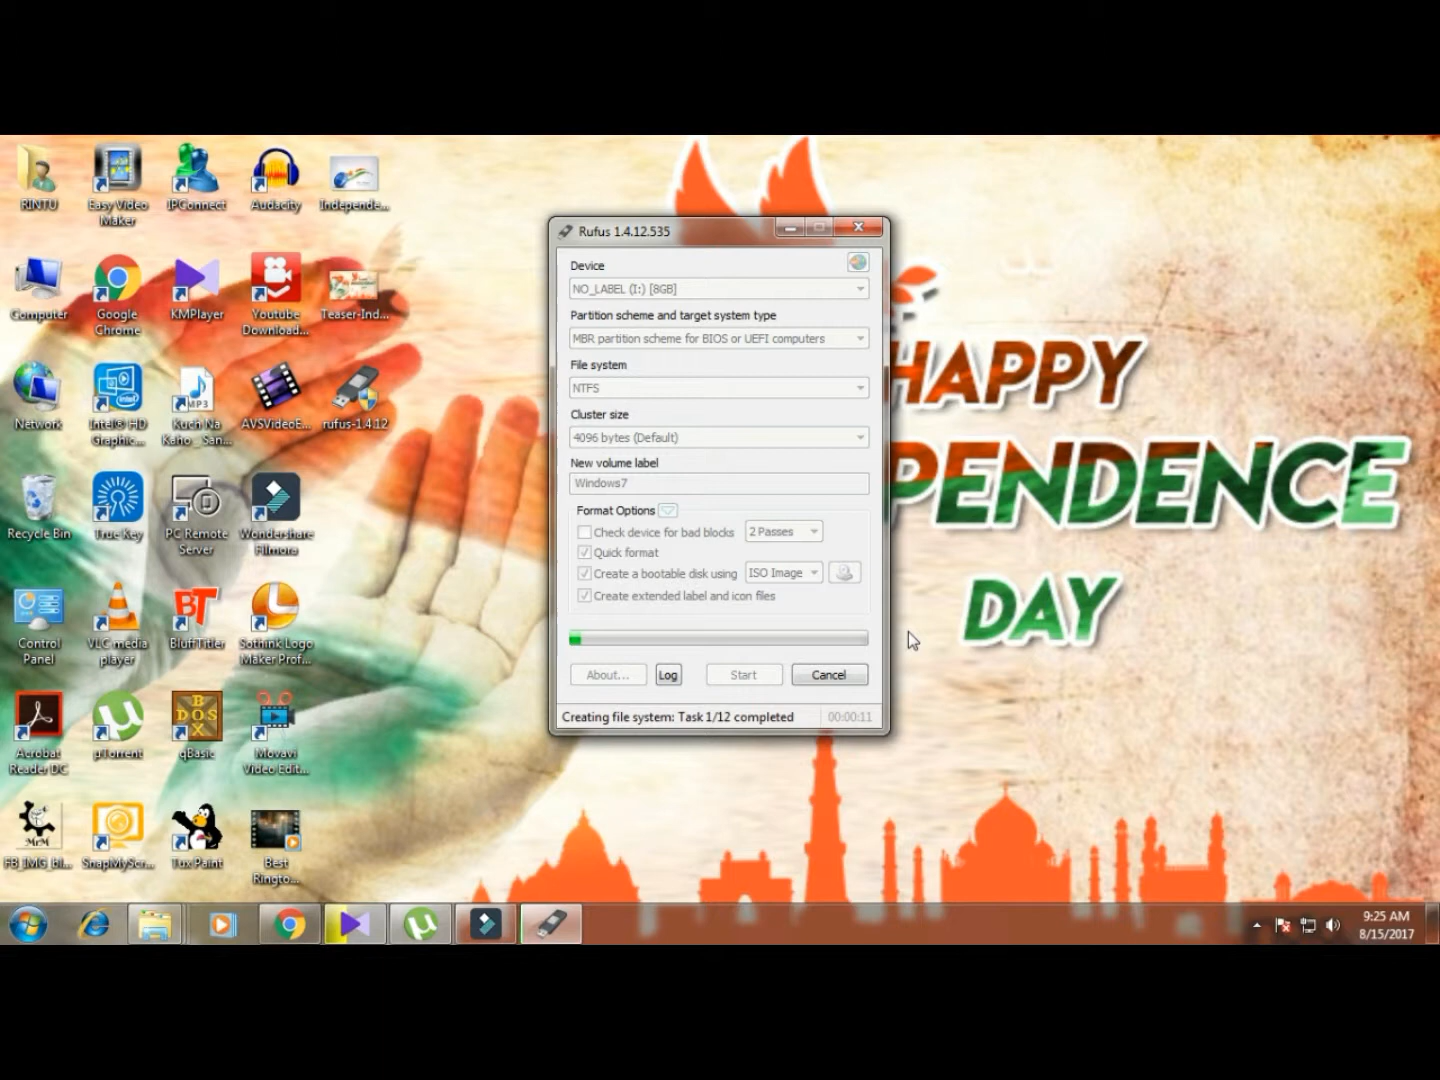 RINTU
Easy Video
Maker
IPConnect
Audacity
Independe...
Computer
Google
Chrome
KMPlayer
Youtube
Download...
Teaser-Ind...
Network
Intel® HD
Graphic...
MP3
Kuch Na
Kaho _ San...
AVSVideoE...
rufus-1.4.12
Recycle Bin
True Key
PC Remote
Server
Wondershare
Filmora
Control
Panel
VLC media
player
BT
BluffTitler
Sothink Logo
Maker Prof...
Acrobat
Reader DC
µTorrent
DOS
BOX
qBasic
Movavi
Video Edit...
MrM
FB_IMG_BI...
SnapMyScr...
Tux Paint
Best
Ringto...
Rufus 1.4.12.535
Device
NO_LABEL (I:) [8GB]
Partition scheme and target system type
MBR partition scheme for BIOS or UEFI computers
File system
NTFS
Cluster size
4096 bytes (Default)
New volume label
Windows7
Format Options
Check device for bad blocks 2 Passes
Quick format
Create a bootable disk using ISO Image
Create extended label and icon files
About... Log Start Cancel
Creating file system: Task 1/12 completed 00:00:11
HAPPY
PENDENCE
DAY
9:25 AM
8/15/2017